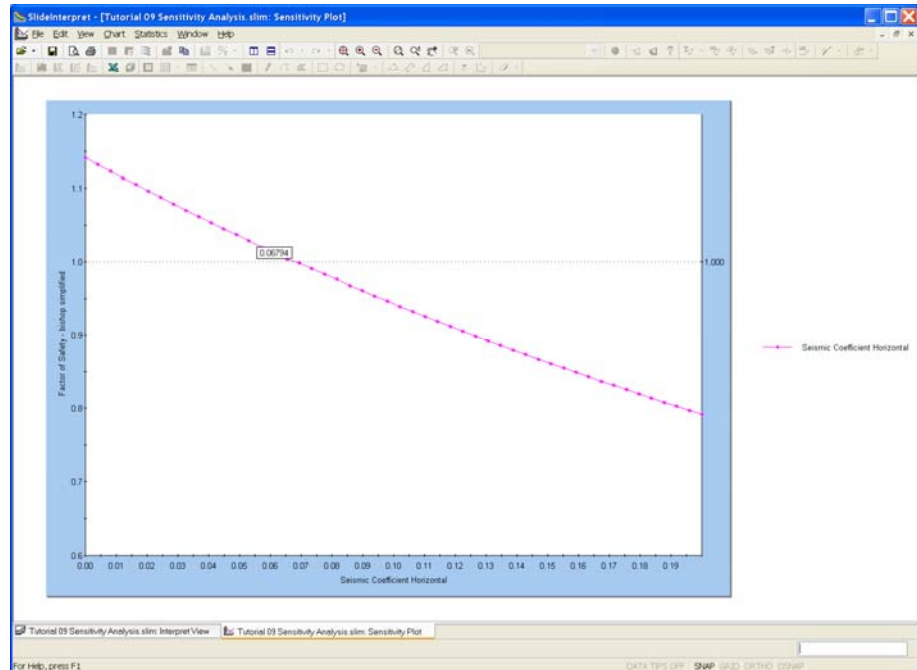 SlideInterpret - [Tutorial 09 Sensitivity Analysis.slim: Sensitivity Plot]
File Edit View Chart Statistics Window Help
1.2
1.1
1.0
0.9
0.8
0.7
0.6
Factor of Safety - bishop simplified
0.06794
1.000
Seismic Coefficient Horizontal
0.00 0.01 0.02 0.03 0.04 0.05 0.06 0.07 0.08 0.09 0.10 0.11 0.12 0.13 0.14 0.15 0.16 0.17 0.18 0.19
Seismic Coefficient Horizontal
Tutorial 09 Sensitivity Analysis.slim: Interpret View Tutorial 09 Sensitivity Analysis.slim: Sensitivity Plot
For Help, press F1 DATA TIPS OFF SNAP GRID ORTHO OSNAP